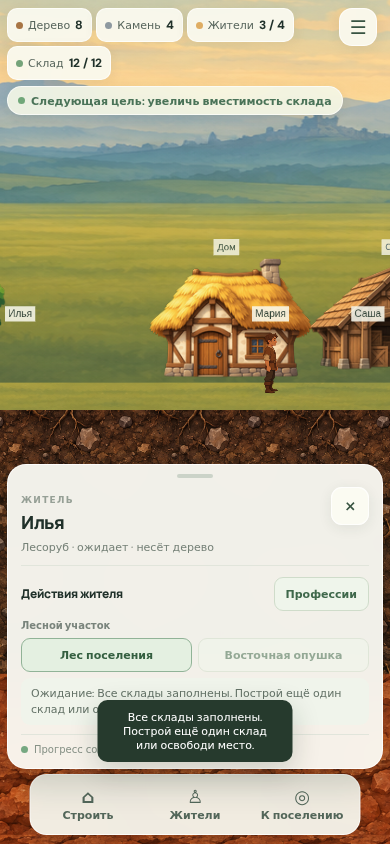 Дерево 8
Камень 4
Жители 3 / 4
Склад 12 / 12
Следующая цель: увеличь вместимость склада
Дом
Илья
Мария
Саша
ЖИТЕЛЬ
Илья
Лесоруб · ожидает · несёт дерево
Действия жителя
Профессии
Лесной участок
Лес поселения
Восточная опушка
Ожидание: Все склады заполнены. Построй ещё один
склад или
Все склады заполнены.
Построй ещё один склад
или освободи место.
Прогресс
Строить
Жители
К поселению